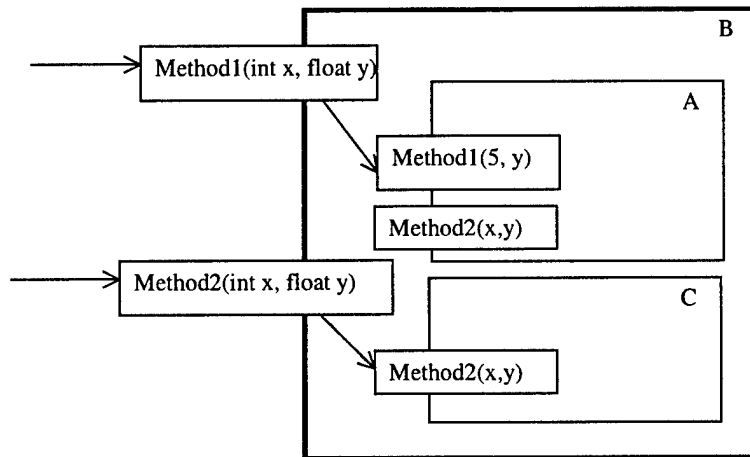 B
Method1(int x, float y)
A
Method1(5, y)
Method2(x,y)
Method2(int x, float y)
C
Method2(x,y)